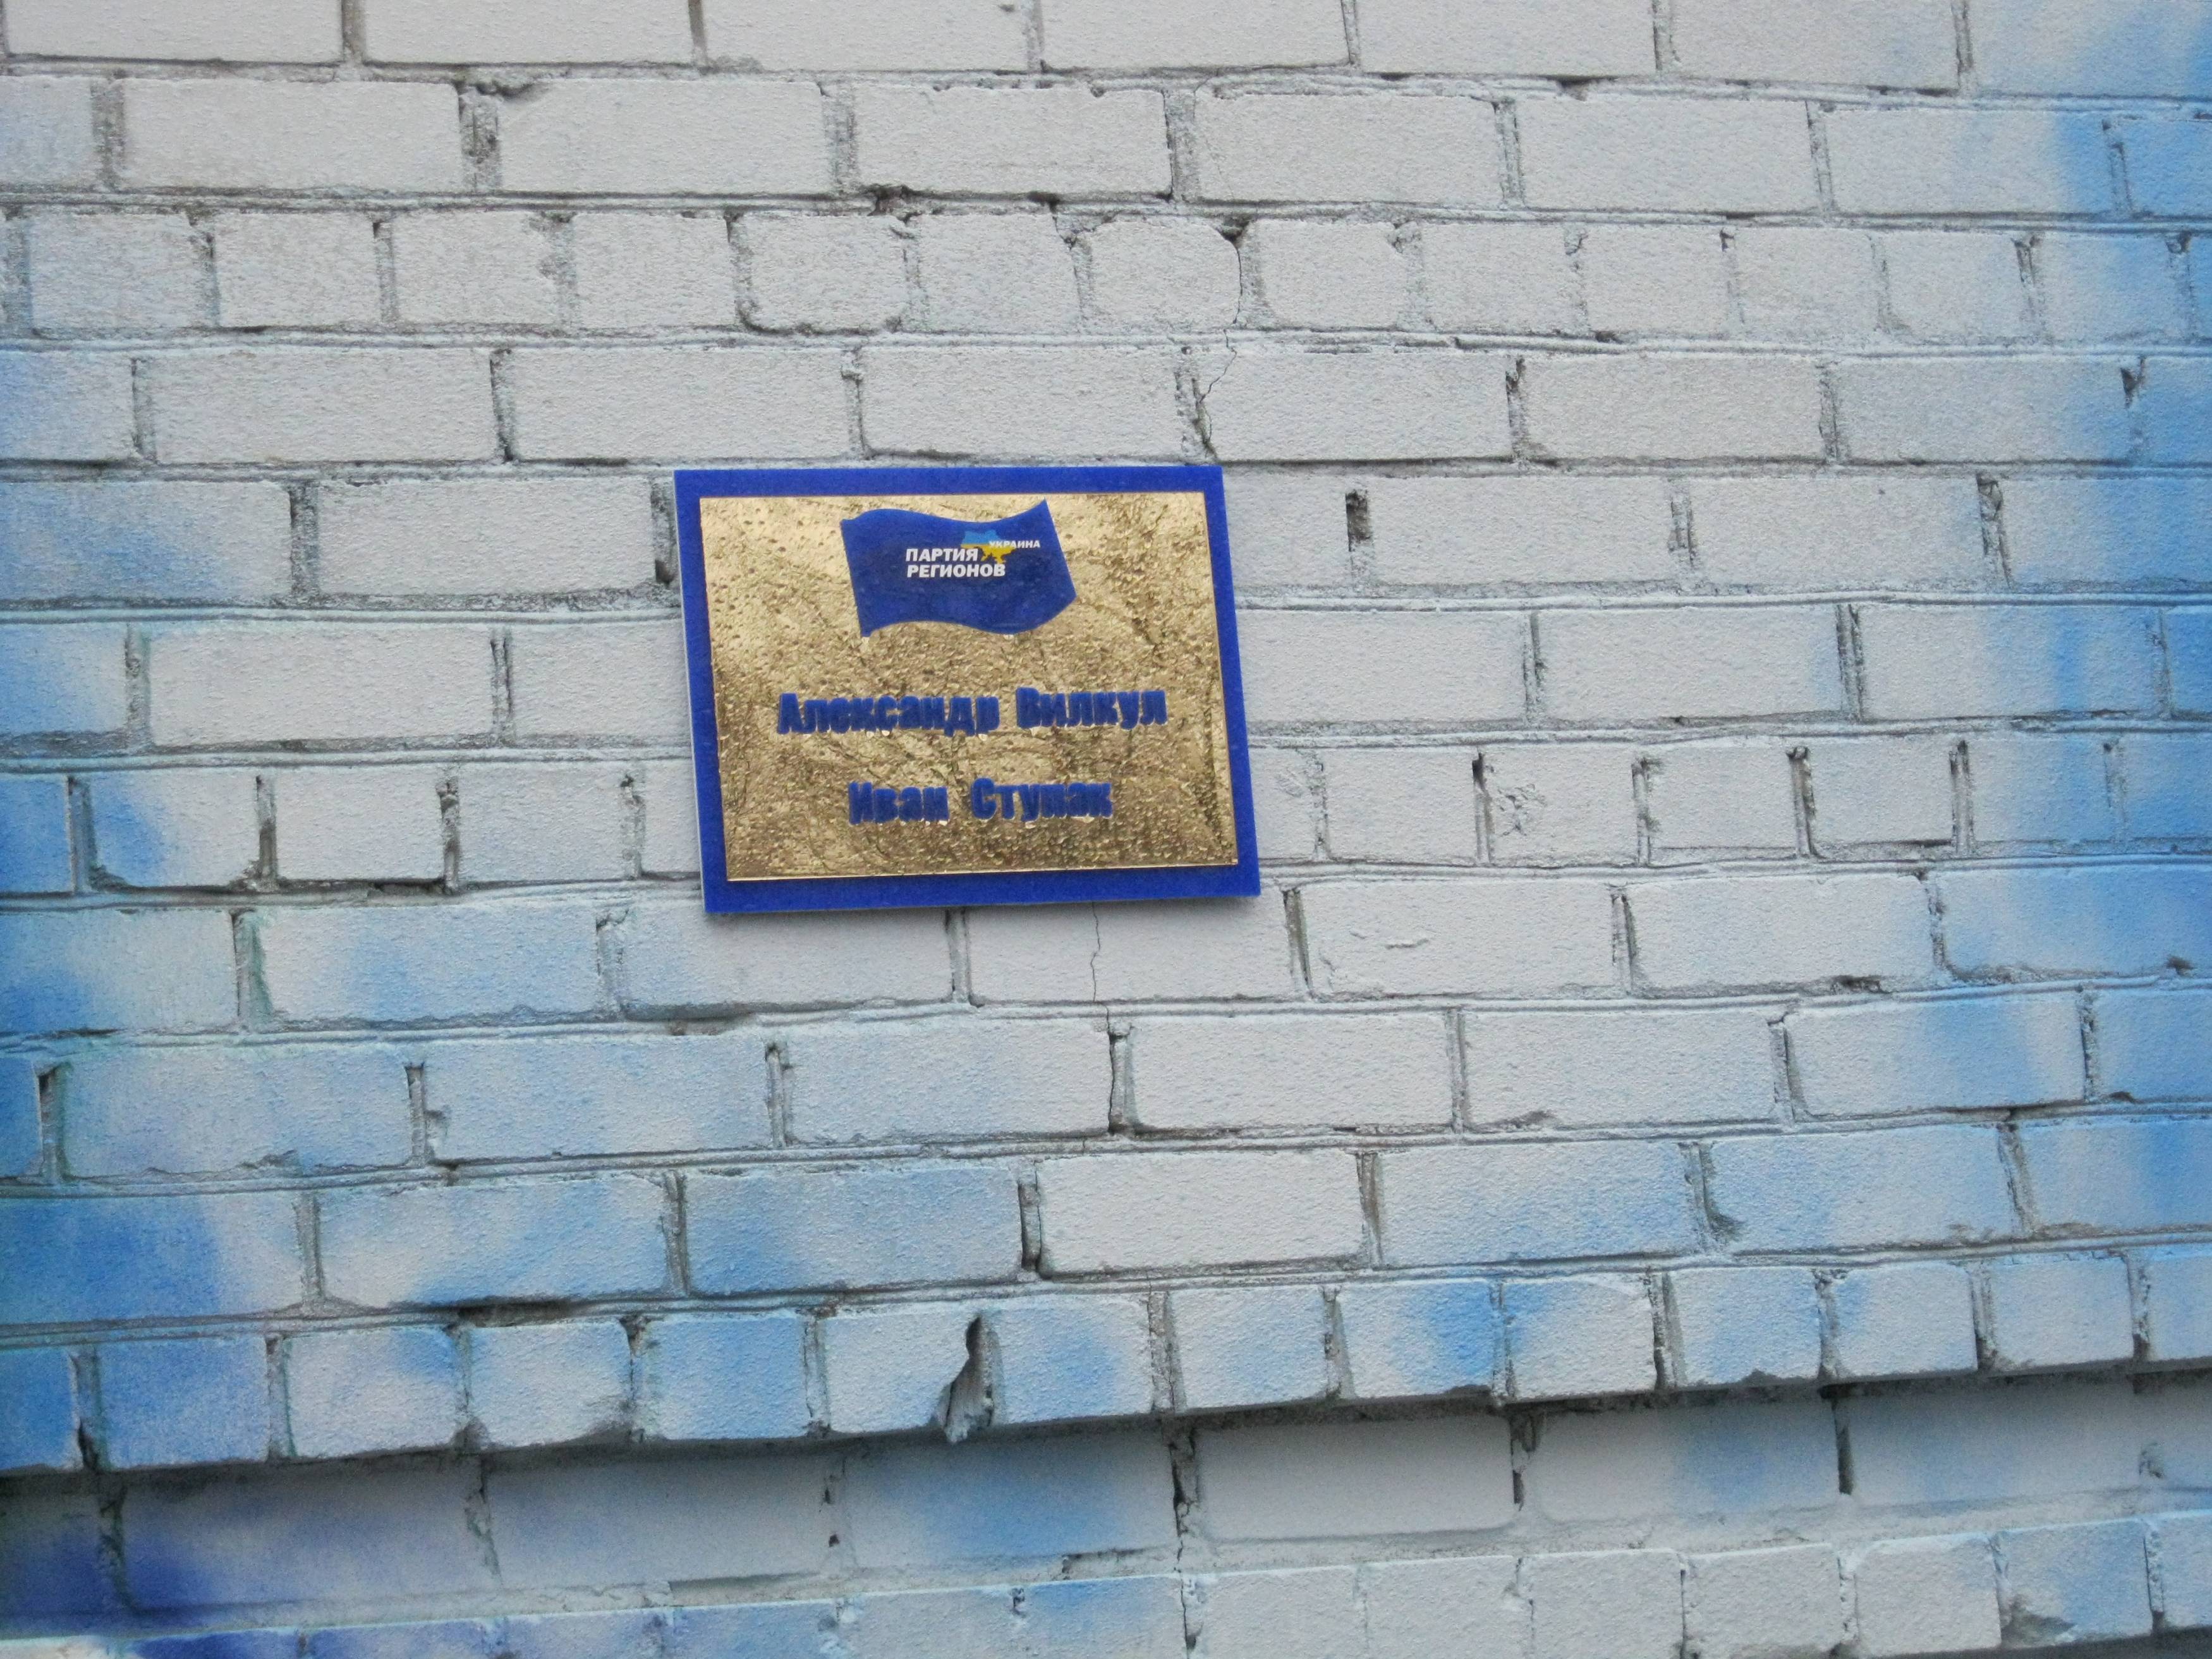 УКРАИНА
ПАРТИЯ
РЕГИОНОВ
Александр Вилкул
Иван Ступак